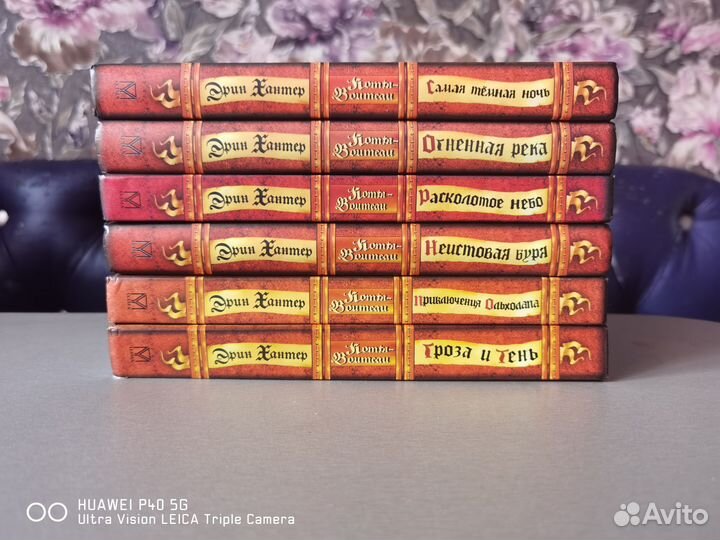 Эрин Хантер Коты-Воители Самая тёмная ночь
Эрин Хантер Коты-Воители Огненная река
Эрин Хантер Коты-Воители Расколотое небо
Эрин Хантер Коты-Воители Неистовая буря
Эрин Хантер Коты-Воители Приключения Ольхолапа
Эрин Хантер Коты-Воители Гроза и тень
HUAWEI P40 5G
Ultra Vision LEICA Triple Camera
Avito